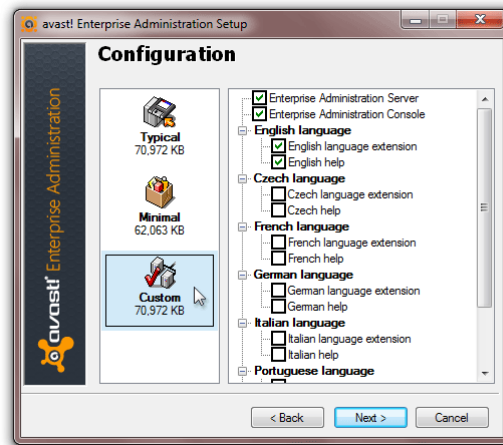 avast! Enterprise Administration Setup
Configuration
avast! Enterprise Administration
Typical
70,972 KB
Minimal
62,063 KB
Custom
70,972 KB
Enterprise Administration Server
Enterprise Administration Console
English language
English language extension
English help
Czech language
Czech language extension
Czech help
French language
French language extension
French help
German language
German language extension
German help
Italian language
Italian language extension
Italian help
Portuguese language
< Back
Next >
Cancel